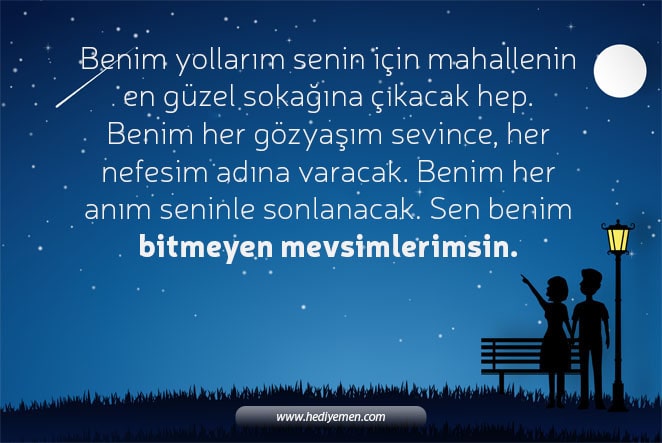 Benim yollarım senin için mahallenin
en güzel sokağına çıkacak hep.
Benim her gözyaşım sevince, her
nefesim adına varacak. Benim her
anım seninle sonlanacak. Sen benim
bitmeyen mevsimlerimsin.
www.hediyemen.com